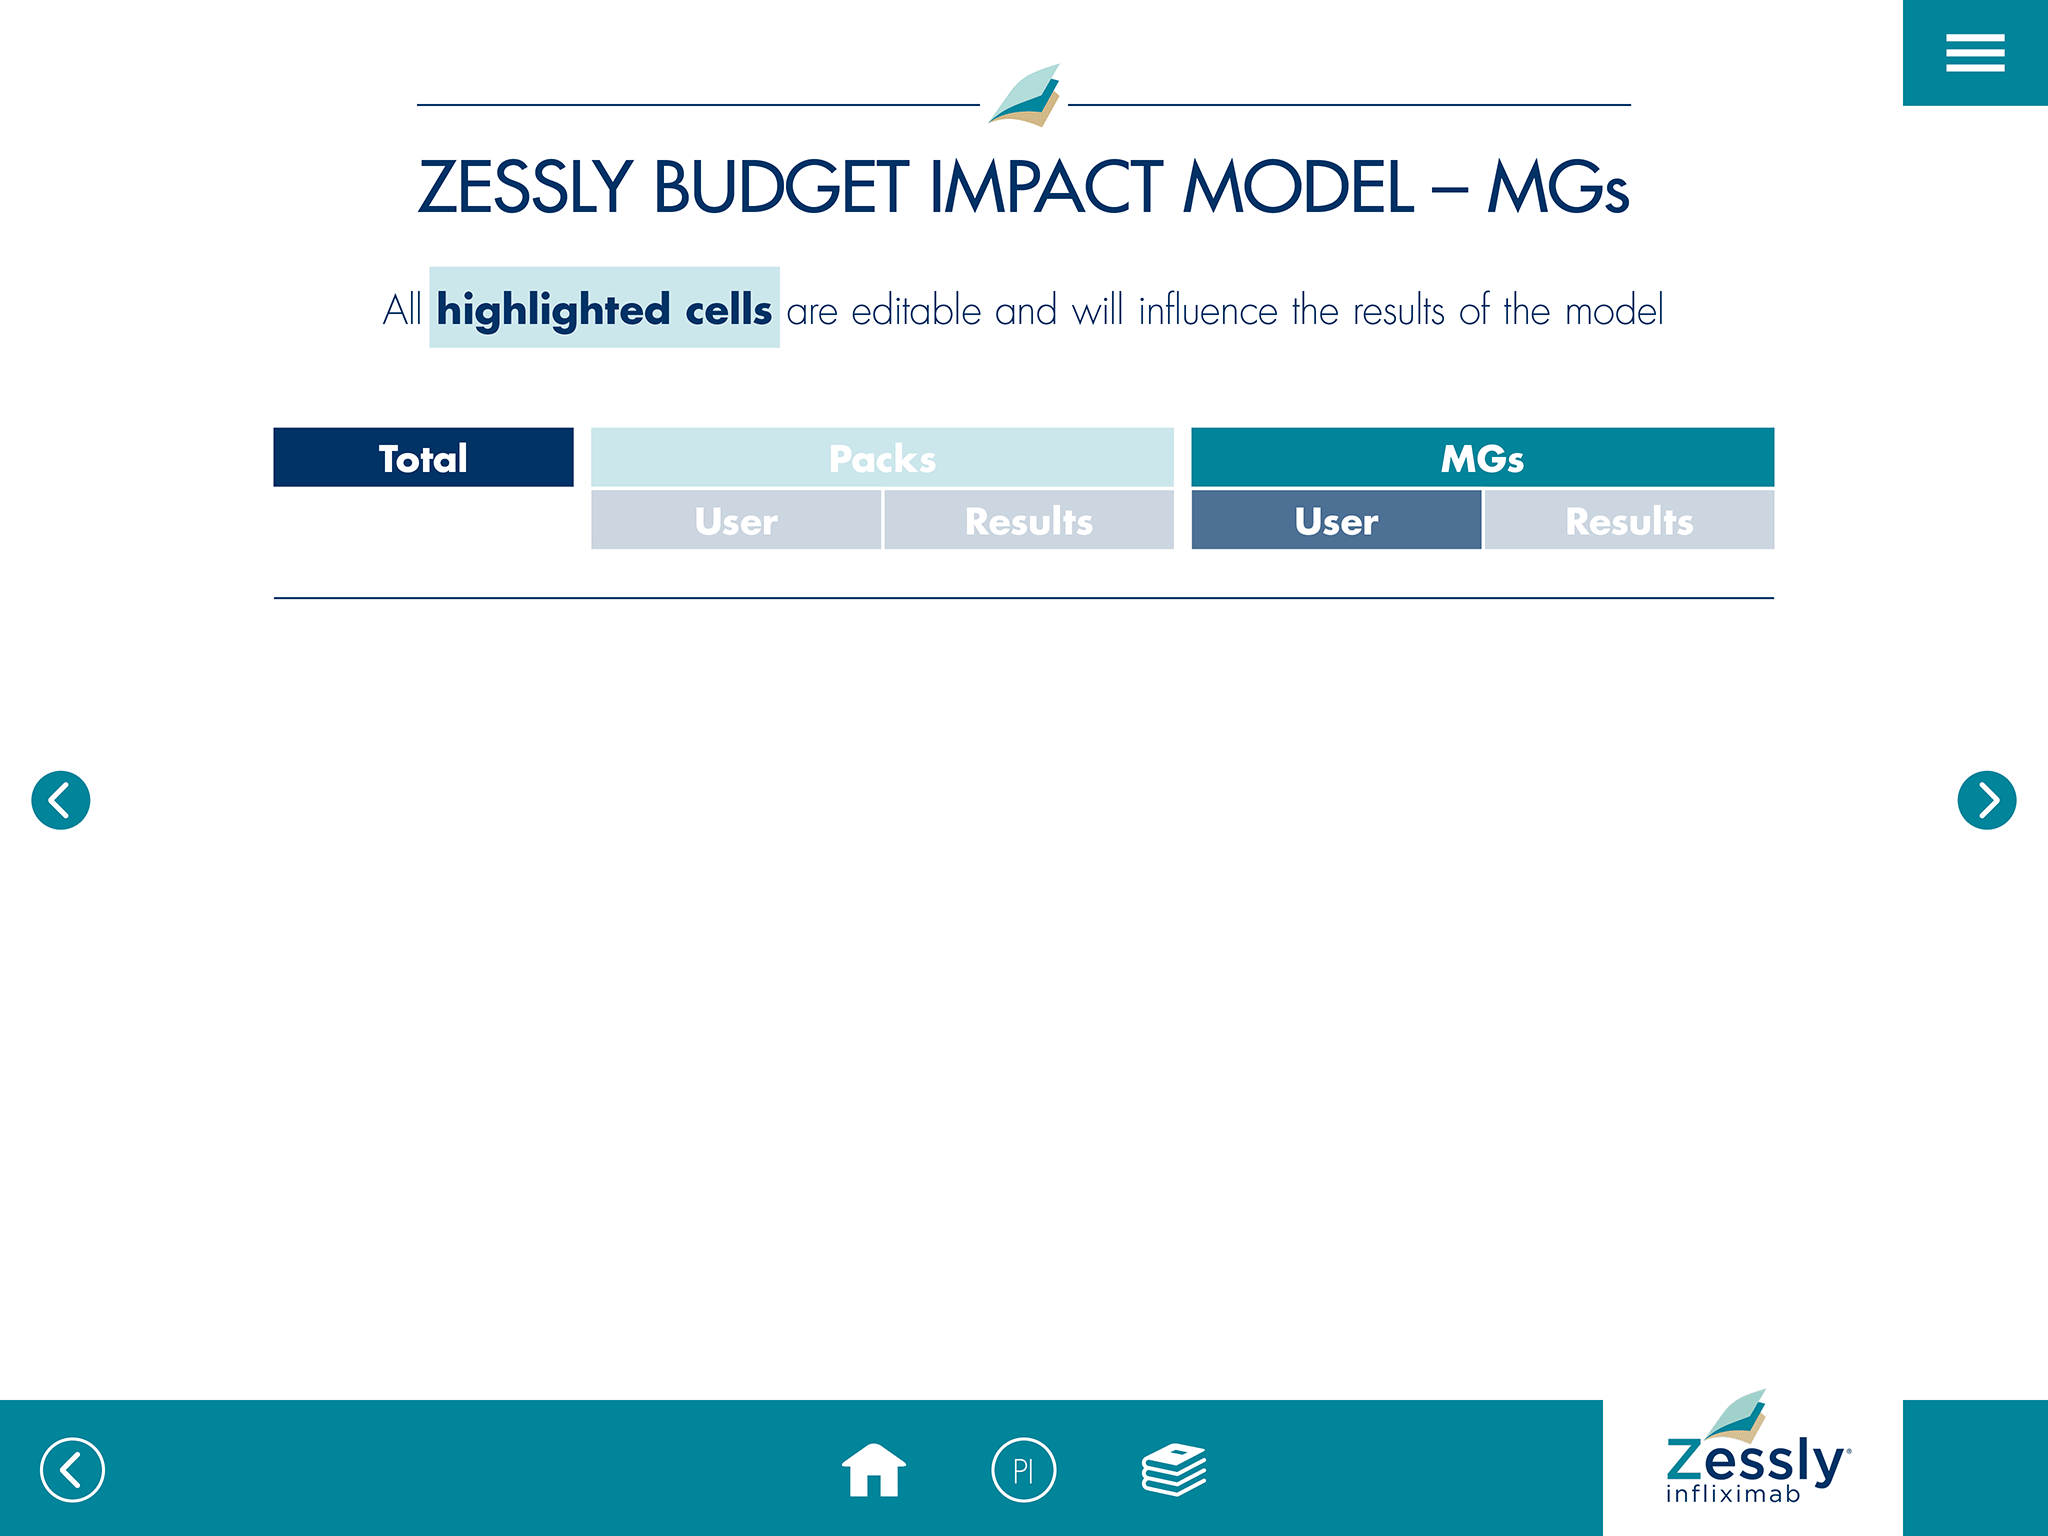 ZESSLY BUDGET IMPACT MODEL – MGs
All highlighted cells are editable and will influence the results of the model
Total Packs MGs
User Results User Results
PI
Zessly®
infliximab